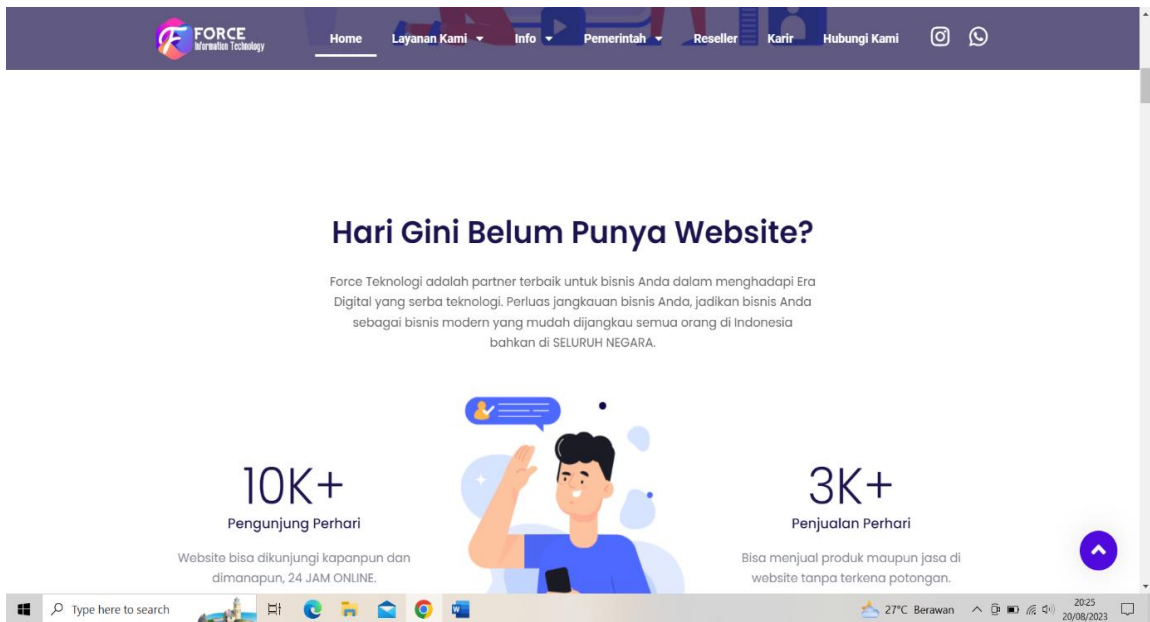 FORCE
Information Technology
Home Layanan Kami Info Pemerintah Reseller Karir Hubungi Kami
Hari Gini Belum Punya Website?
Force Teknologi adalah partner terbaik untuk bisnis Anda dalam menghadapi Era
Digital yang serba teknologi. Perluas jangkauan bisnis Anda, jadikan bisnis Anda
sebagai bisnis modern yang mudah dijangkau semua orang di Indonesia
bahkan di SELURUH NEGARA.
10K+
Pengunjung Perhari
Website bisa dikunjungi kapanpun dan
dimanapun, 24 JAM ONLINE.
3K+
Penjualan Perhari
Bisa menjual produk maupun jasa di
website tanpa terkena potongan.
Type here to search
27°C Berawan
20:25
20/08/2023